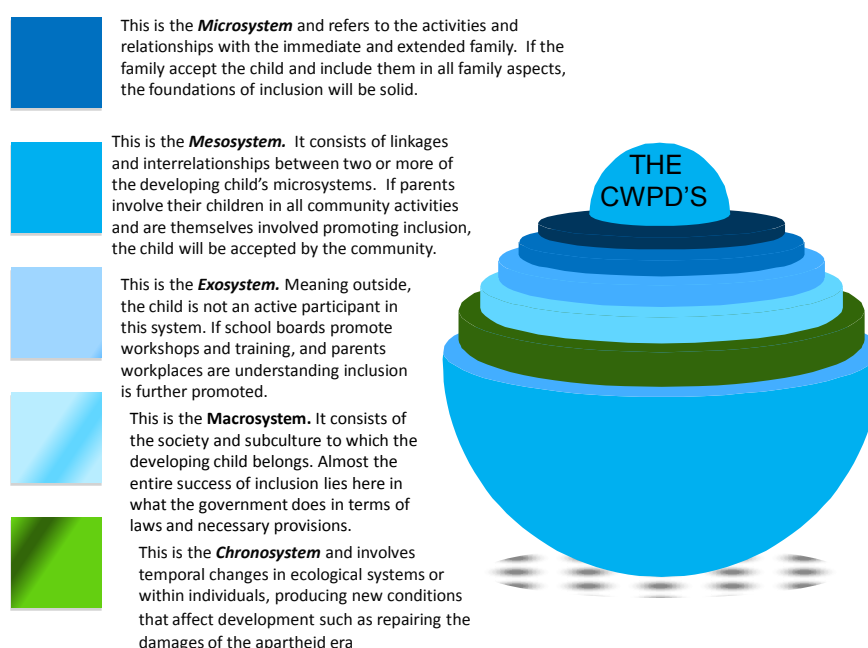 This is the Microsystem and refers to the activities and
relationships with the immediate and extended family. If the
family accept the child and include them in all family aspects,
the foundations of inclusion will be solid.
This is the Mesosystem. It consists of linkages
and interrelationships between two or more of
the developing child's microsystems. If parents
involve their children in all community activities
and are themselves involved promoting inclusion,
the child will be accepted by the community.
This is the Exosystem. Meaning outside,
the child is not an active participant in
this system. If school boards promote
workshops and training, and parents
workplaces are understanding inclusion
is further promoted.
This is the Macrosystem. It consists of
the society and subculture to which the
developing child belongs. Almost the
entire success of inclusion lies here in
what the government does in terms of
laws and necessary provisions.
This is the Chronosystem and involves
temporal changes in ecological systems or
within individuals, producing new conditions
that affect development such as repairing the
damages of the apartheid era
THE
CWPD'S